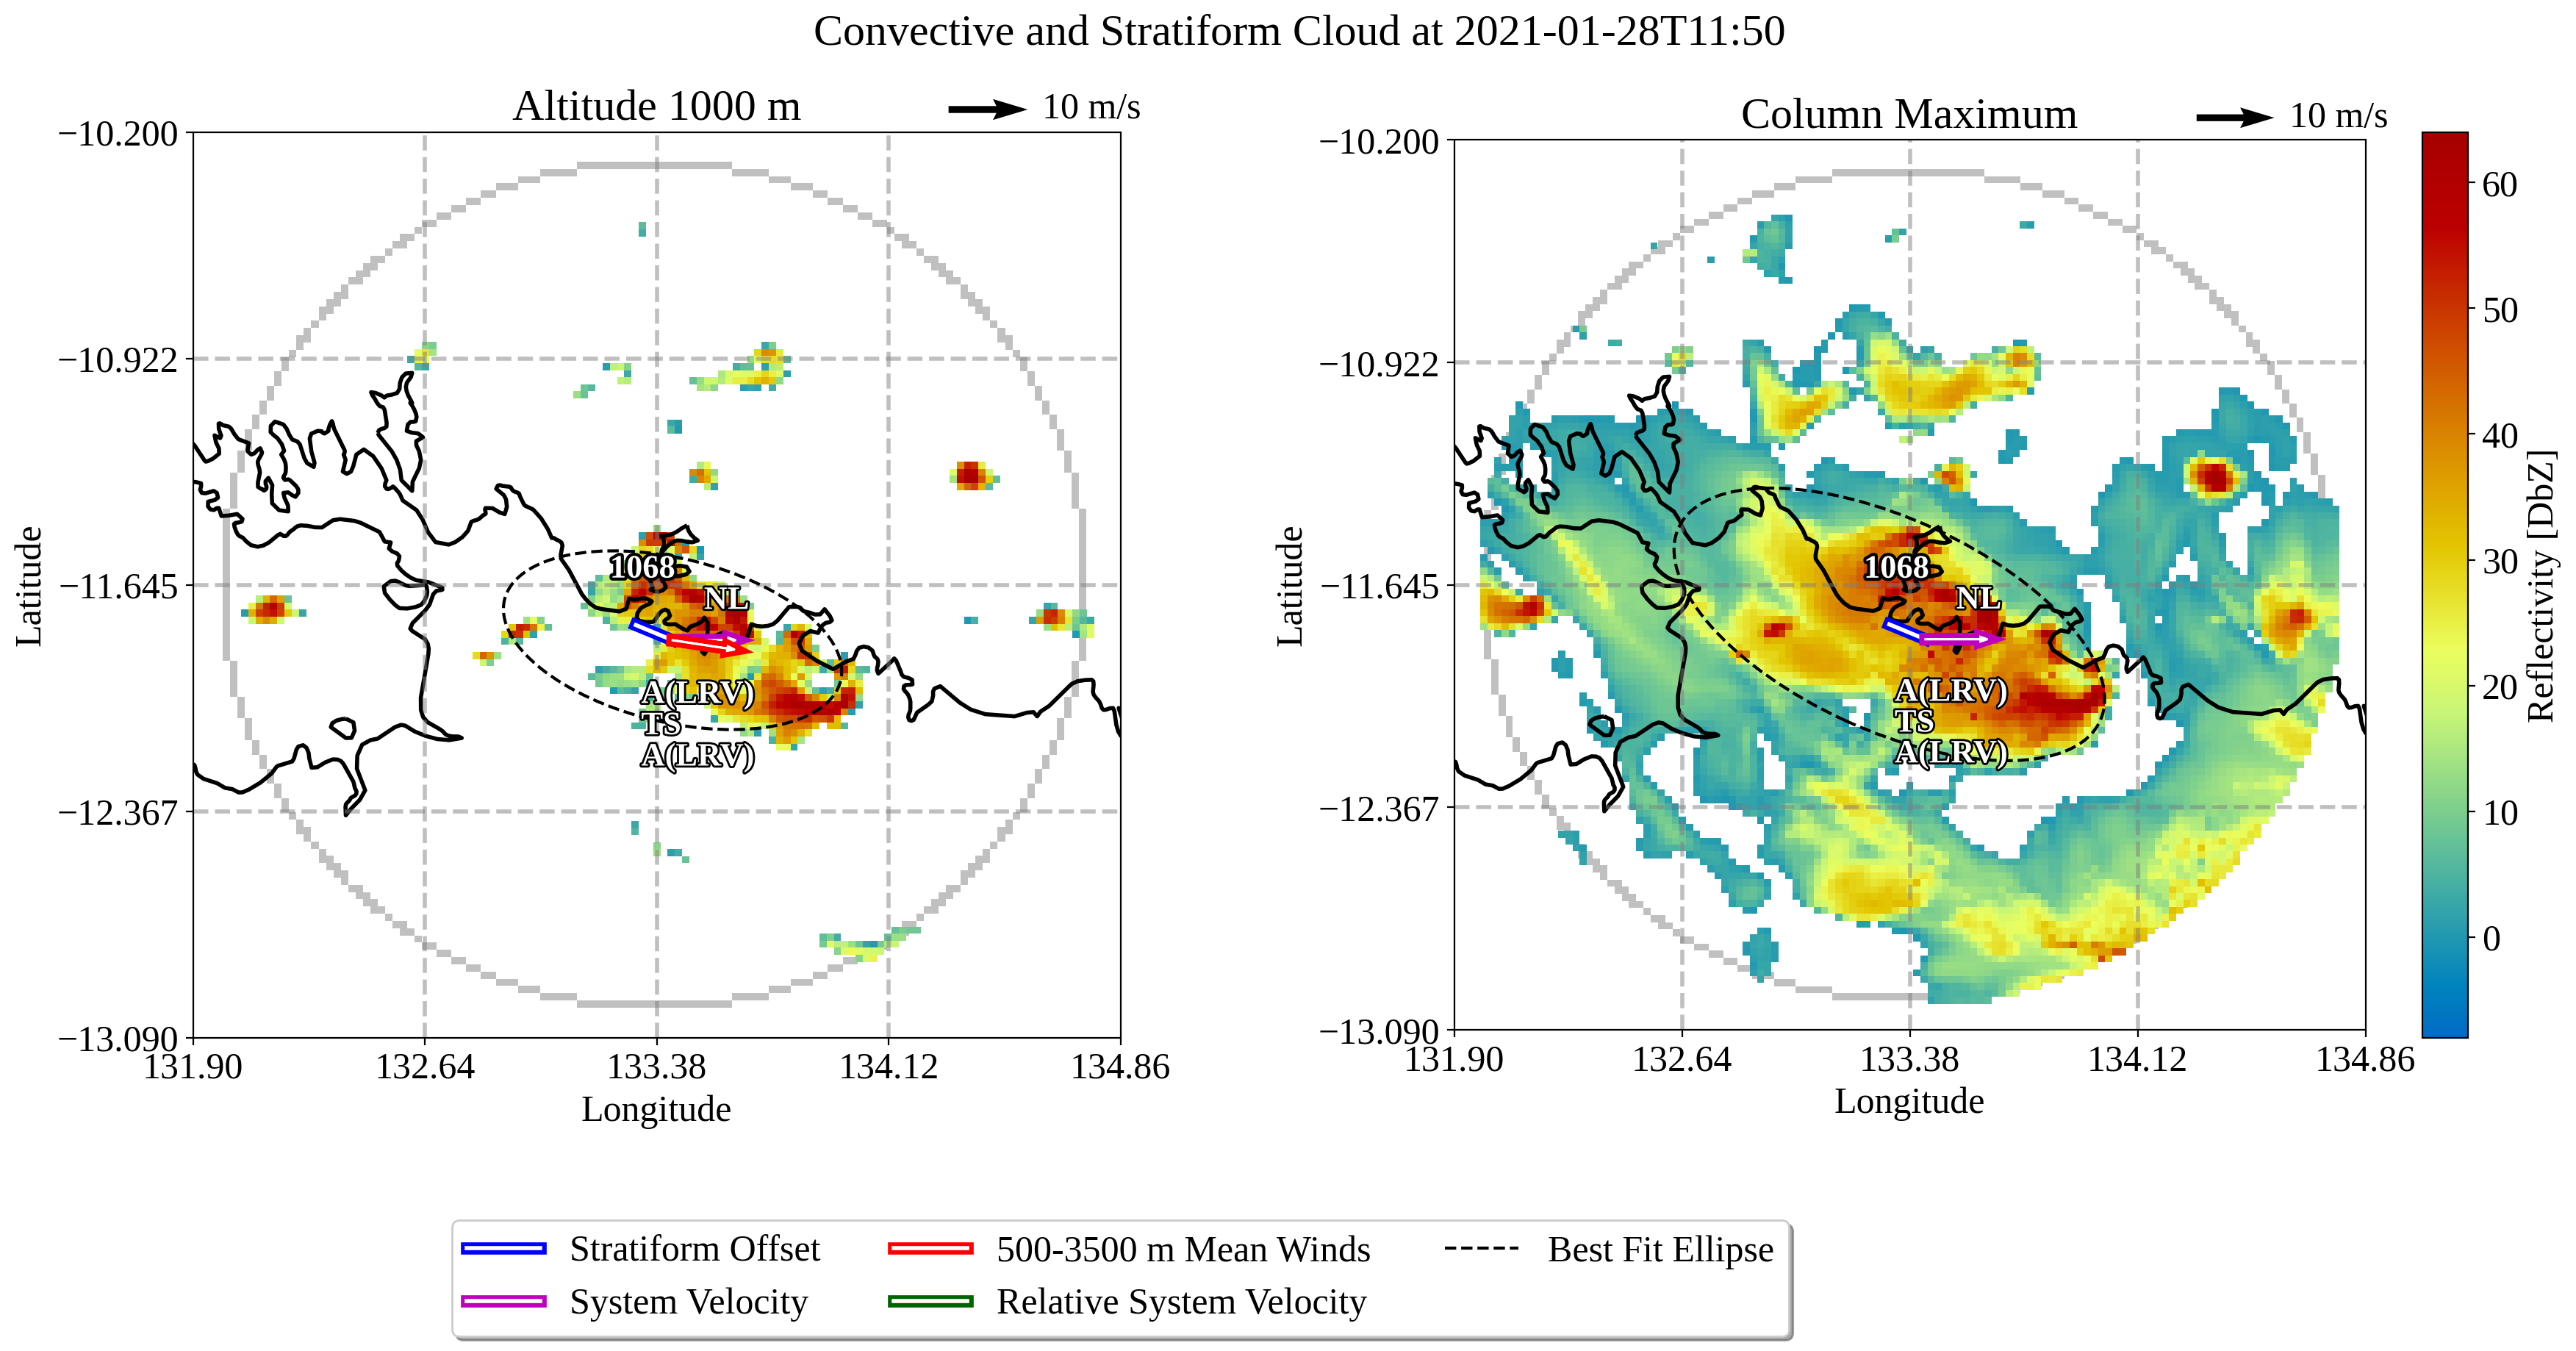 Convective and Stratiform Cloud at 2021-01-28T11:50
Altitude 1000 m
10 m/s
−10.200
−10.922
−11.645
−12.367
−13.090
Latitude
131.90
132.64
133.38
134.12
134.86
Longitude
1068
NL
A(LRV)
TS
A(LRV)
Column Maximum
10 m/s
−10.200
−10.922
−11.645
−12.367
−13.090
Latitude
131.90
132.64
133.38
134.12
134.86
Longitude
1068
NL
A(LRV)
TS
A(LRV)
60
50
40
30
20
10
0
Reflectivity [DbZ]
Stratiform Offset
System Velocity
500-3500 m Mean Winds
Relative System Velocity
Best Fit Ellipse